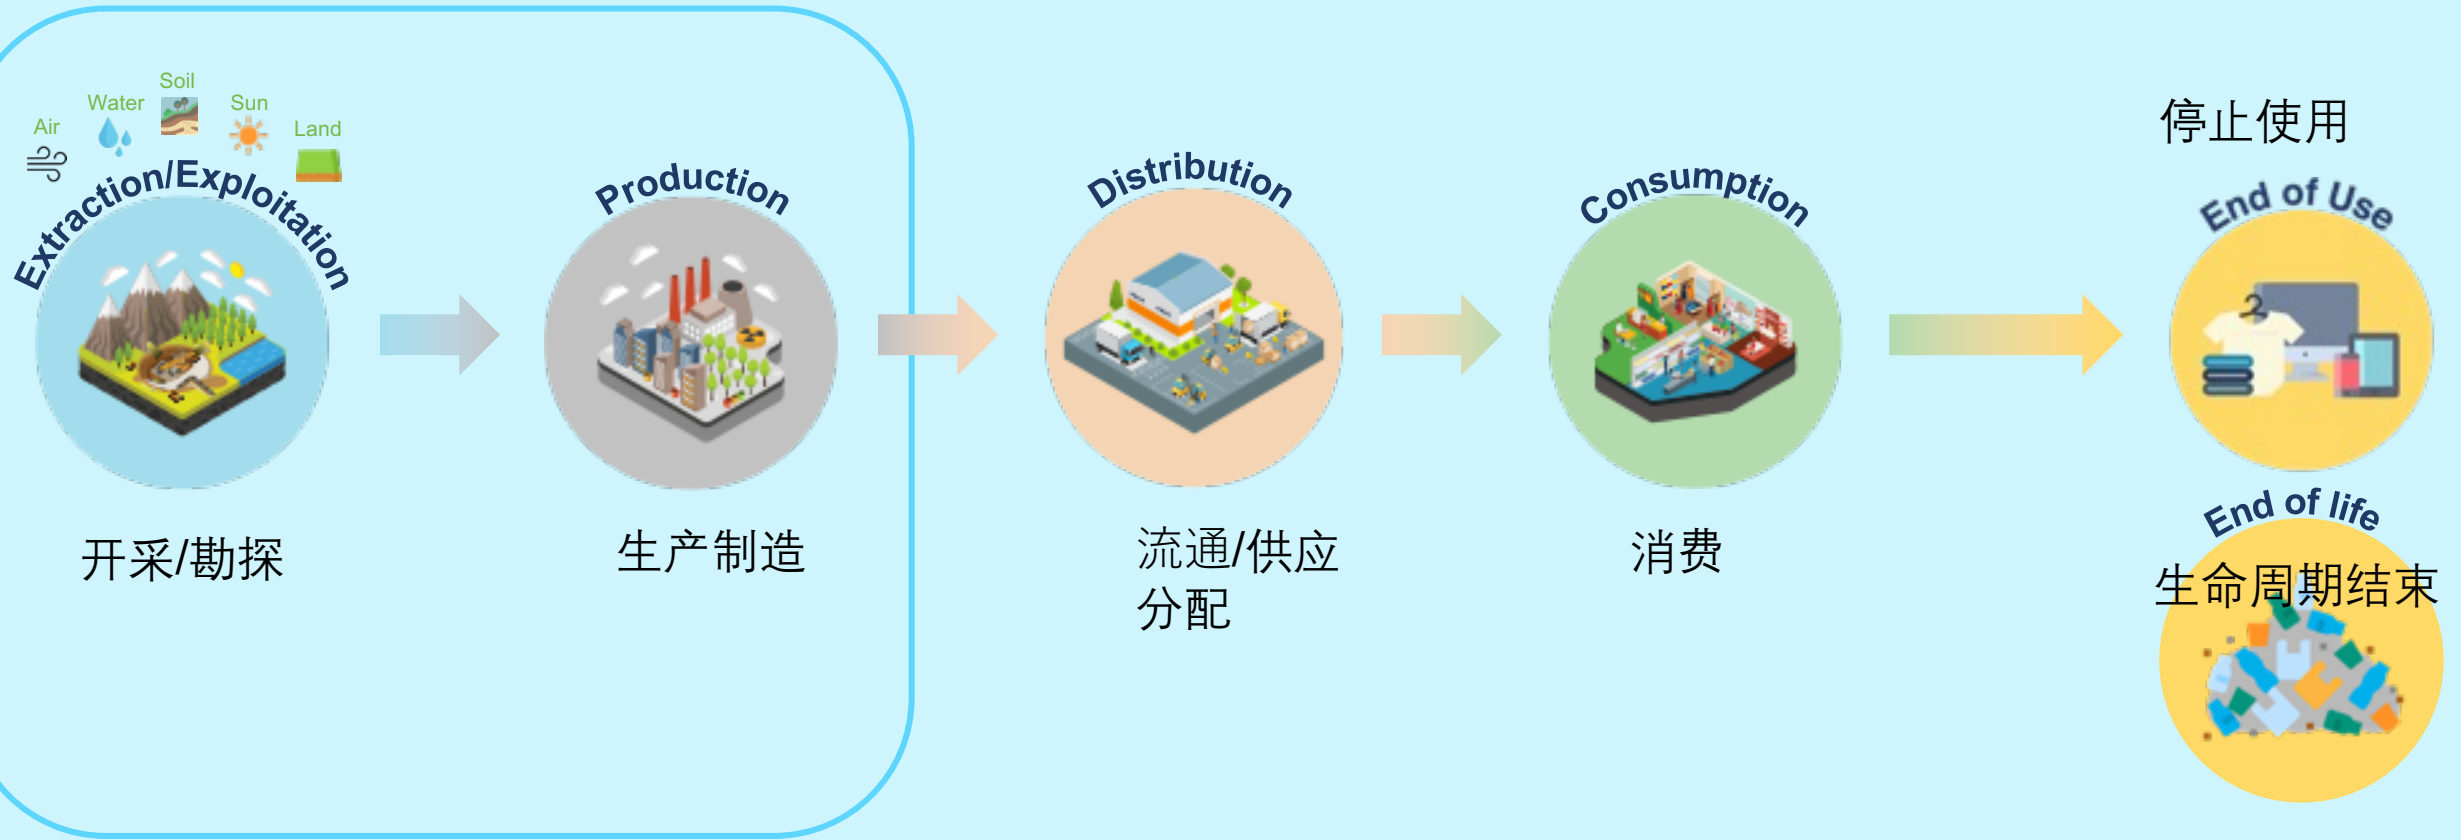 Soil
Water
Sun
Air
Land
Extraction/Exploitation
开采/勘探
Production
生产制造
Distribution
流通/供应
分配
Consumption
消费
停止使用
End of Use
End of life
生命周期结束